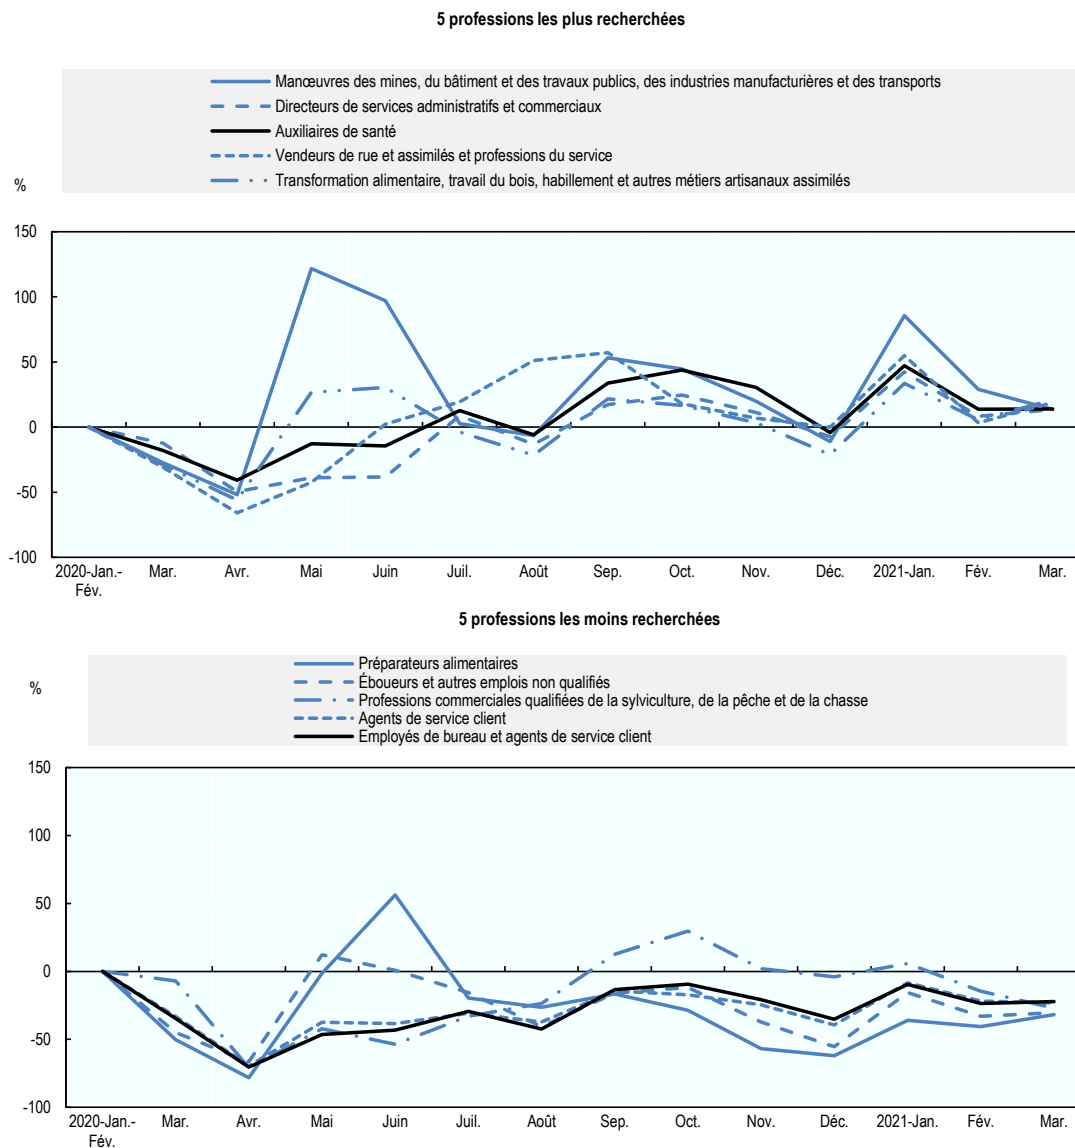 5 professions les plus recherchées
Manœuvres des mines, du bâtiment et des travaux publics, des industries manufacturières et des transports
Directeurs de services administratifs et commerciaux
Auxiliaires de santé
Vendeurs de rue et assimilés et professions du service
Transformation alimentaire, travail du bois, habillement et autres métiers artisanaux assimilés
%
150
100
50
0
-50
-100
2020-Jan.-Fév. Mar. Avr. Mai Juin Juil. Août Sep. Oct. Nov. Déc. 2021-Jan. Fév. Mar.
5 professions les moins recherchées
Préparateurs alimentaires
Éboueurs et autres emplois non qualifiés
Professions commerciales qualifiées de la sylviculture, de la pêche et de la chasse
Agents de service client
Employés de bureau et agents de service client
%
150
100
50
0
-50
-100
2020-Jan.-Fév. Mar. Avr. Mai Juin Juil. Août Sep. Oct. Nov. Déc. 2021-Jan. Fév. Mar.